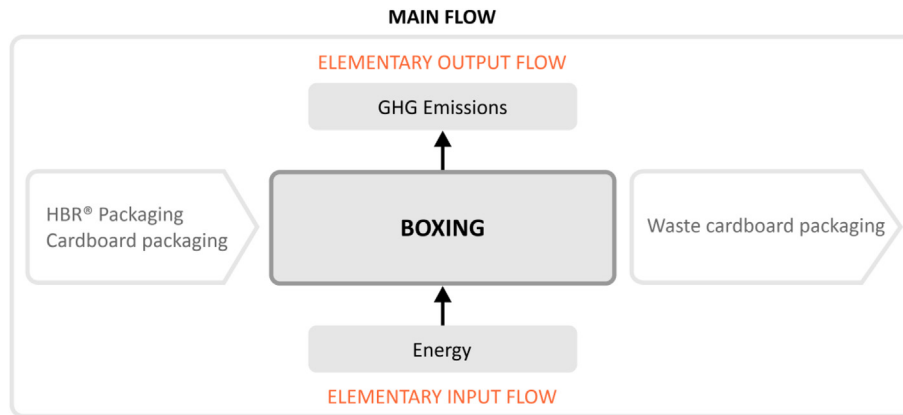 MAIN FLOW
ELEMENTARY OUTPUT FLOW
GHG Emissions
HBR® Packaging
Cardboard packaging
BOXING
Waste cardboard packaging
Energy
ELEMENTARY INPUT FLOW